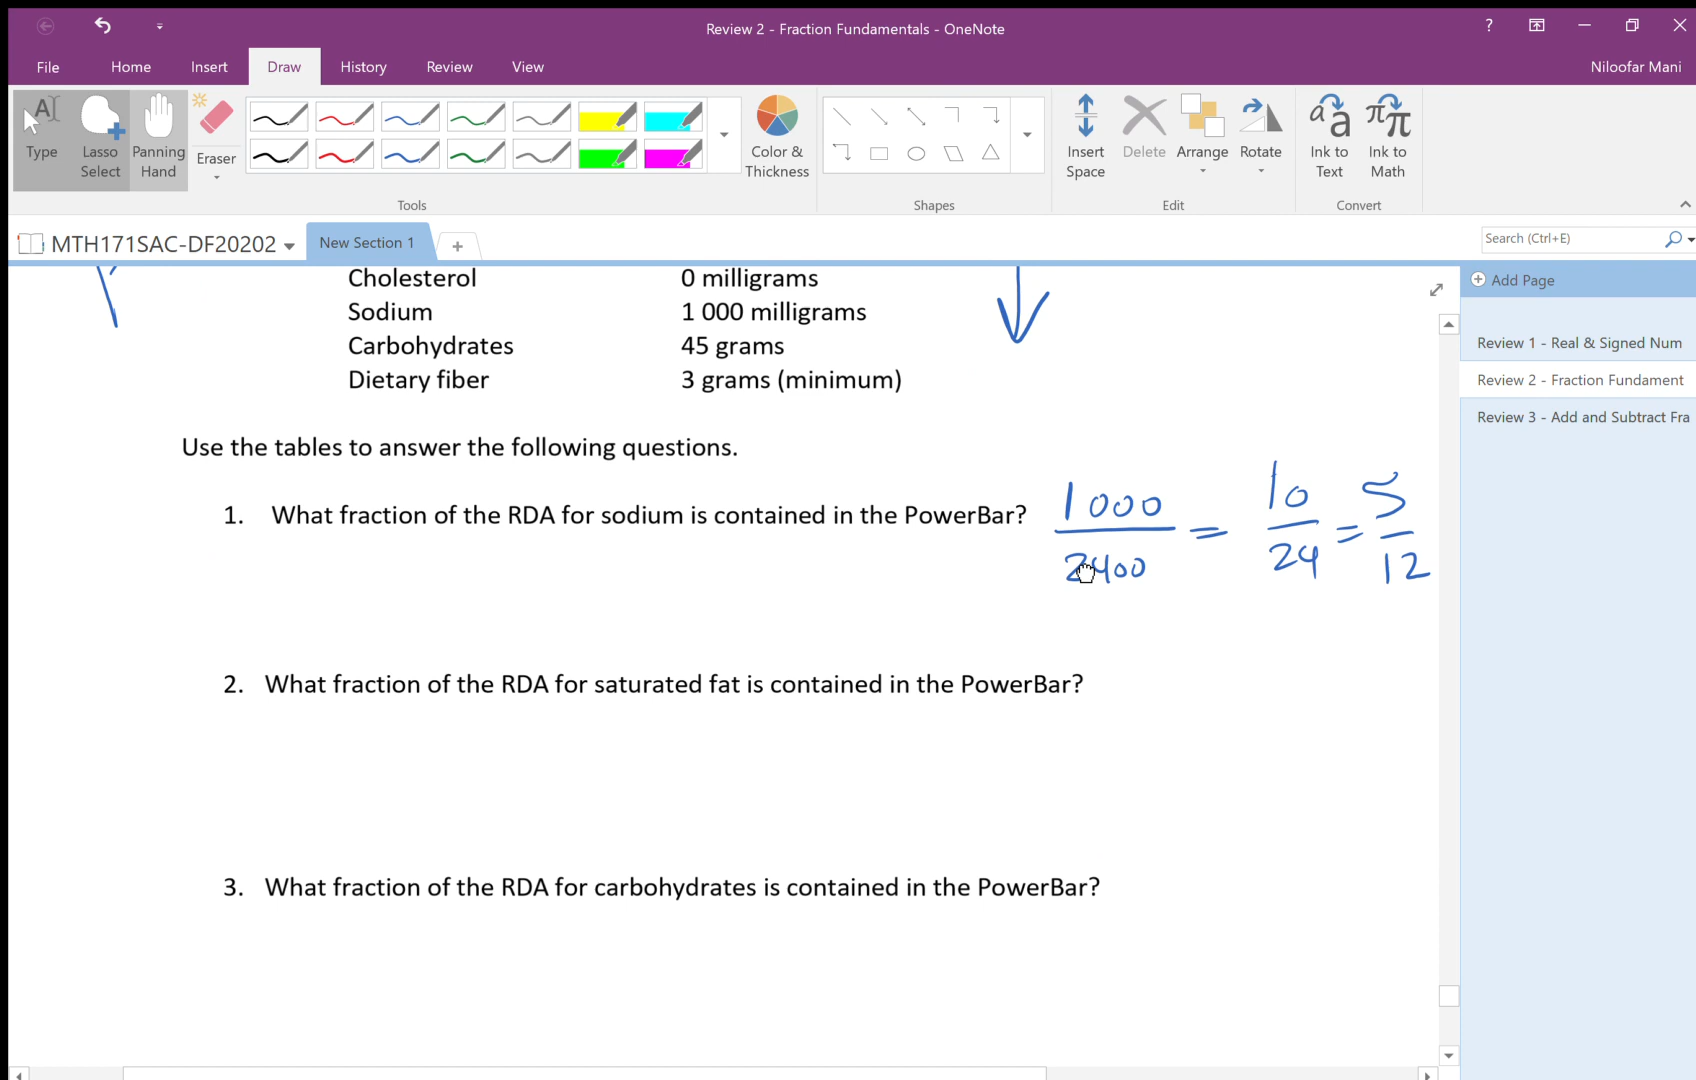 Review 2 - Fraction Fundamentals - OneNote
?
File Home Insert Draw History Review View
Niloofar Mani
Type
Lasso Select
Panning Hand
Eraser
Color & Thickness
Insert Space
Delete
Arrange
Rotate
Ink to Text
Ink to Math
Tools
Shapes
Edit
Convert
MTH171SAC-DF20202
New Section 1
+
Search (Ctrl+E)
Add Page
Review 1 - Real & Signed Num
Review 2 - Fraction Fundament
Review 3 - Add and Subtract Fra
Cholesterol 0 milligrams
Sodium 1 000 milligrams
Carbohydrates 45 grams
Dietary fiber 3 grams (minimum)
Use the tables to answer the following questions.
1. What fraction of the RDA for sodium is contained in the PowerBar?
1000/2400 = 10/24 = 5/12
2. What fraction of the RDA for saturated fat is contained in the PowerBar?
3. What fraction of the RDA for carbohydrates is contained in the PowerBar?